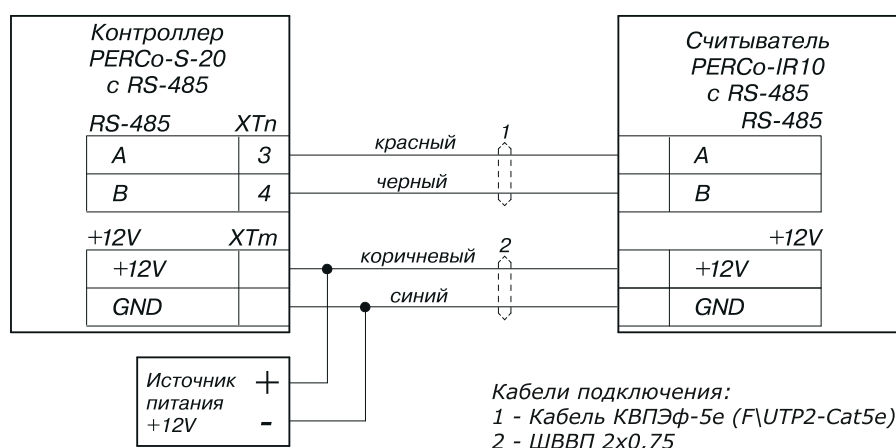 Контроллер
PERCo-S-20
с RS-485
RS-485 XTn
A 3
B 4
+12V XTm
+12V
GND
красный 1
черный
коричневый 2
синий
Считыватель
PERCo-IR10
с RS-485
RS-485
A
B
+12V
+12V
GND
Источник +
питания
+12V -
Кабели подключения:
1 - Кабель КВПЭф-5е (F\UTP2-Cat5e)
2 - ШВВП 2x0,75